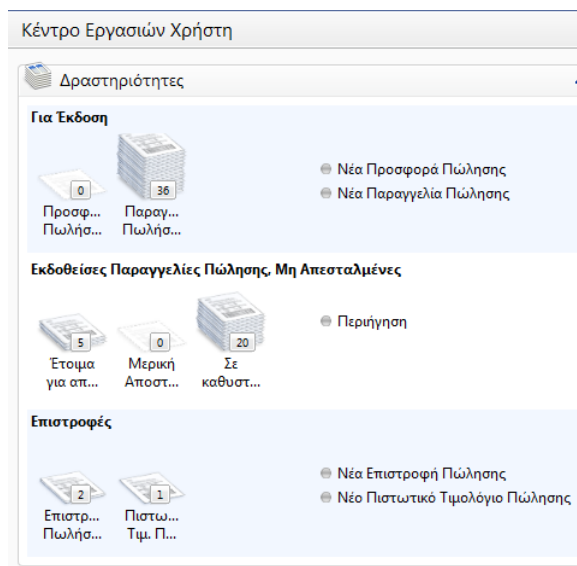 Κέντρο Εργασιών Χρήστη
Δραστηριότητες
Για Έκδοση
0
36
Προσφ...
Παραγ...
Πωλήσ...
Πωλήσ...
Νέα Προσφορά Πώλησης
Νέα Παραγγελία Πώλησης
Εκδοθείσες Παραγγελίες Πώλησης, Μη Απεσταλμένες
5
0
20
Έτοιμα
Μερική
Σε
για απ...
Αποστ...
καθυστ...
Περιήγηση
Επιστροφές
2
1
Επιστρ...
Πιστω...
Πωλήσ...
Τιμ. Π...
Νέα Επιστροφή Πώλησης
Νέο Πιστωτικό Τιμολόγιο Πώλησης